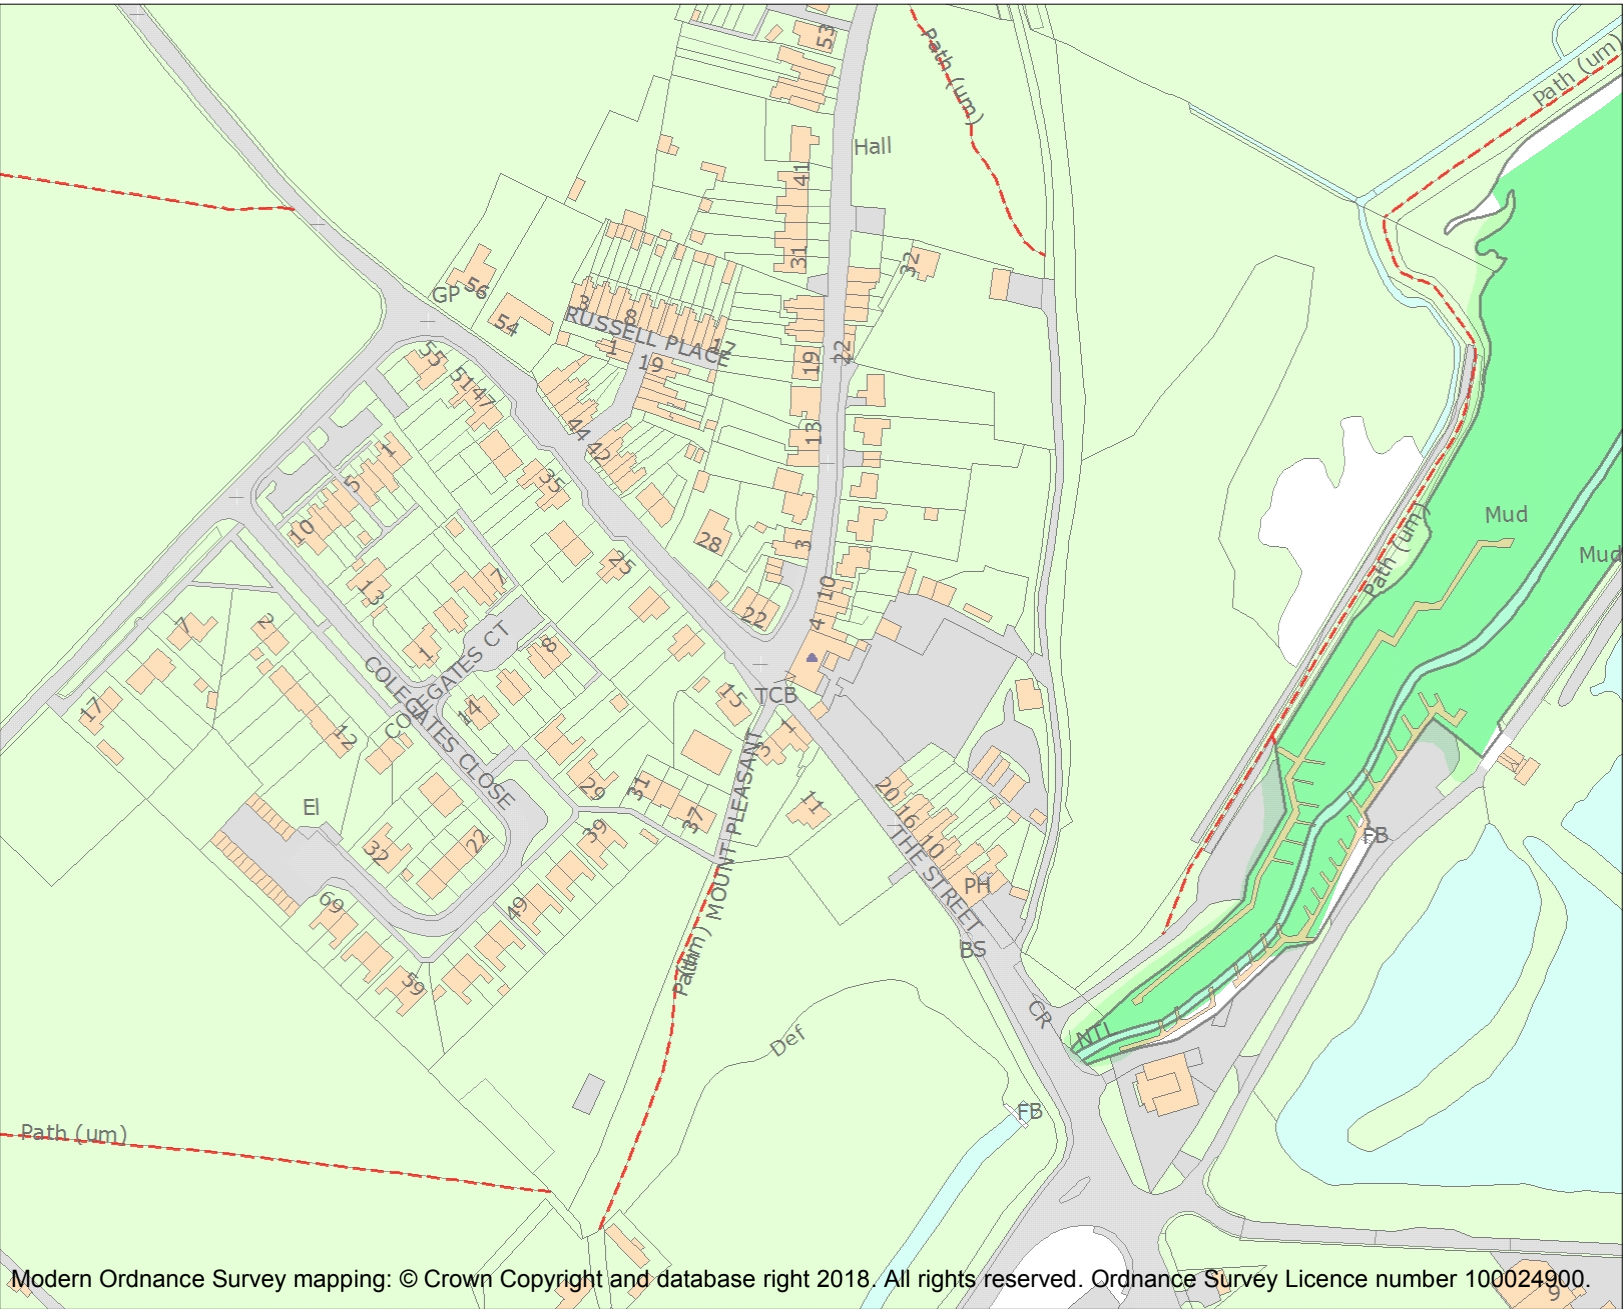 53
Path (um)
Path (um)
Hall
41
31
32
GP
56
54
3
8
RUSSELL PLACE
1
17
19
19
22
55
51
47
44
42
13
1
5
10
35
28
3
25
13
7
22
10
4
Mud
Mud
Path (um)
7
2
1
8
COLEGATES CT
COLEGATES CLOSE
17
12
14
15
TCB
1
3
MOUNT PLEASANT
El
29
31
37
11
20
16
10
THE STREET
FB
32
22
39
PH
69
49
BS
59
Path (um)
CR
NTL
Def
FB
Path (um)
9
Modern Ordnance Survey mapping: © Crown Copyright and database right 2018. All rights reserved. Ordnance Survey Licence number 100024900.